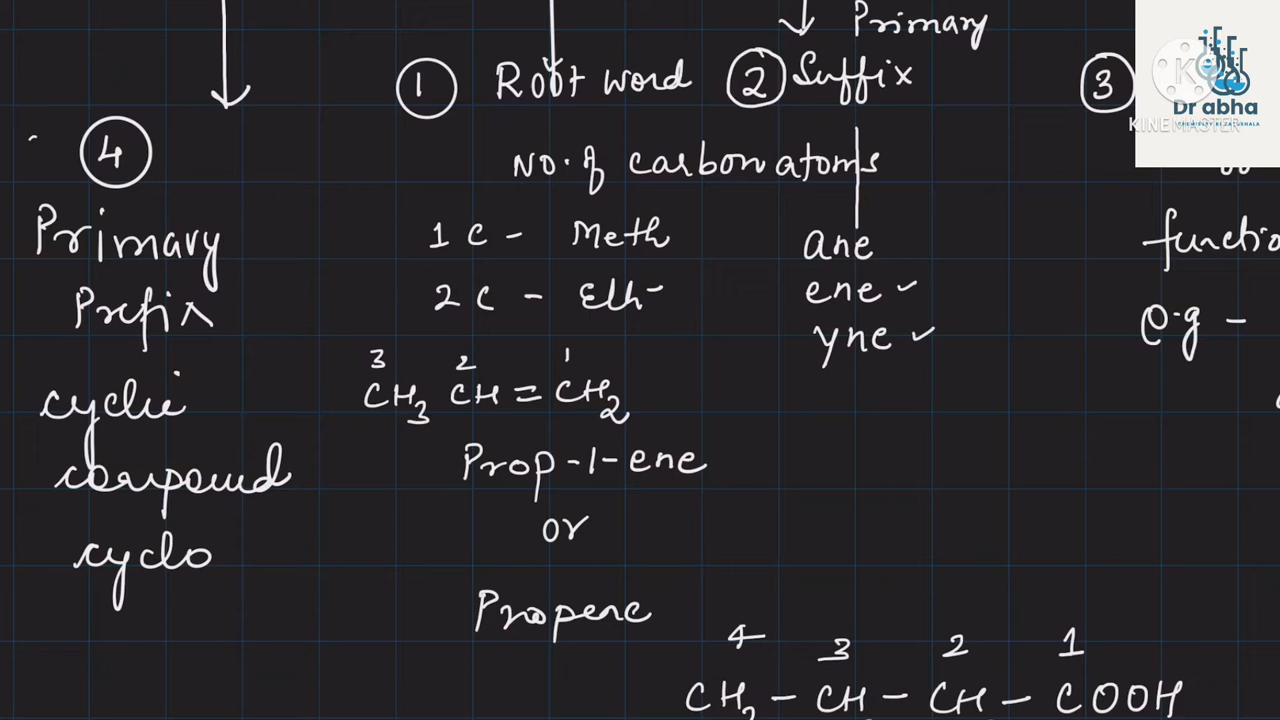 Primary
① Root word ② Suffix ③
Dr abha
KINEMASTER
④
No. of carbon atoms
Primary
Prefix
1 C - Meth
2 C - Eth-
ane
ene ✓
yne ✓
functio
e.g -
cyclic
compound
cyclo
3 2 1
CH₃ CH = CH₂
Prop-1-ene
or
Propene
4 3 2 1
CH₂ - CH - CH - COOH